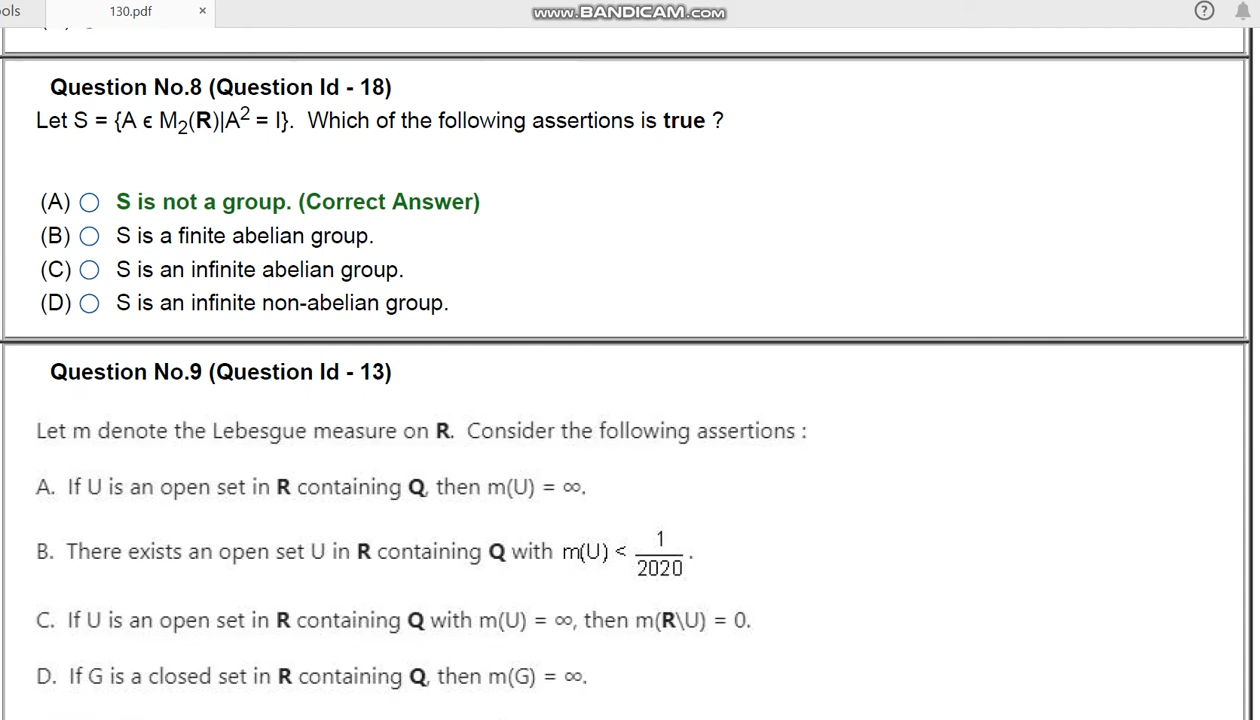 ols
130.pdf
×
www.BANDICAM.com
?
Question No.8 (Question Id - 18)
Let S = {A ϵ M₂(R)|A² = I}. Which of the following assertions is true ?
(A) S is not a group. (Correct Answer)
(B) S is a finite abelian group.
(C) S is an infinite abelian group.
(D) S is an infinite non-abelian group.
Question No.9 (Question Id - 13)
Let m denote the Lebesgue measure on R. Consider the following assertions :
A. If U is an open set in R containing Q, then m(U) = ∞.
B. There exists an open set U in R containing Q with m(U) < 1/2020 .
C. If U is an open set in R containing Q with m(U) = ∞, then m(R\U) = 0.
D. If G is a closed set in R containing Q, then m(G) = ∞.